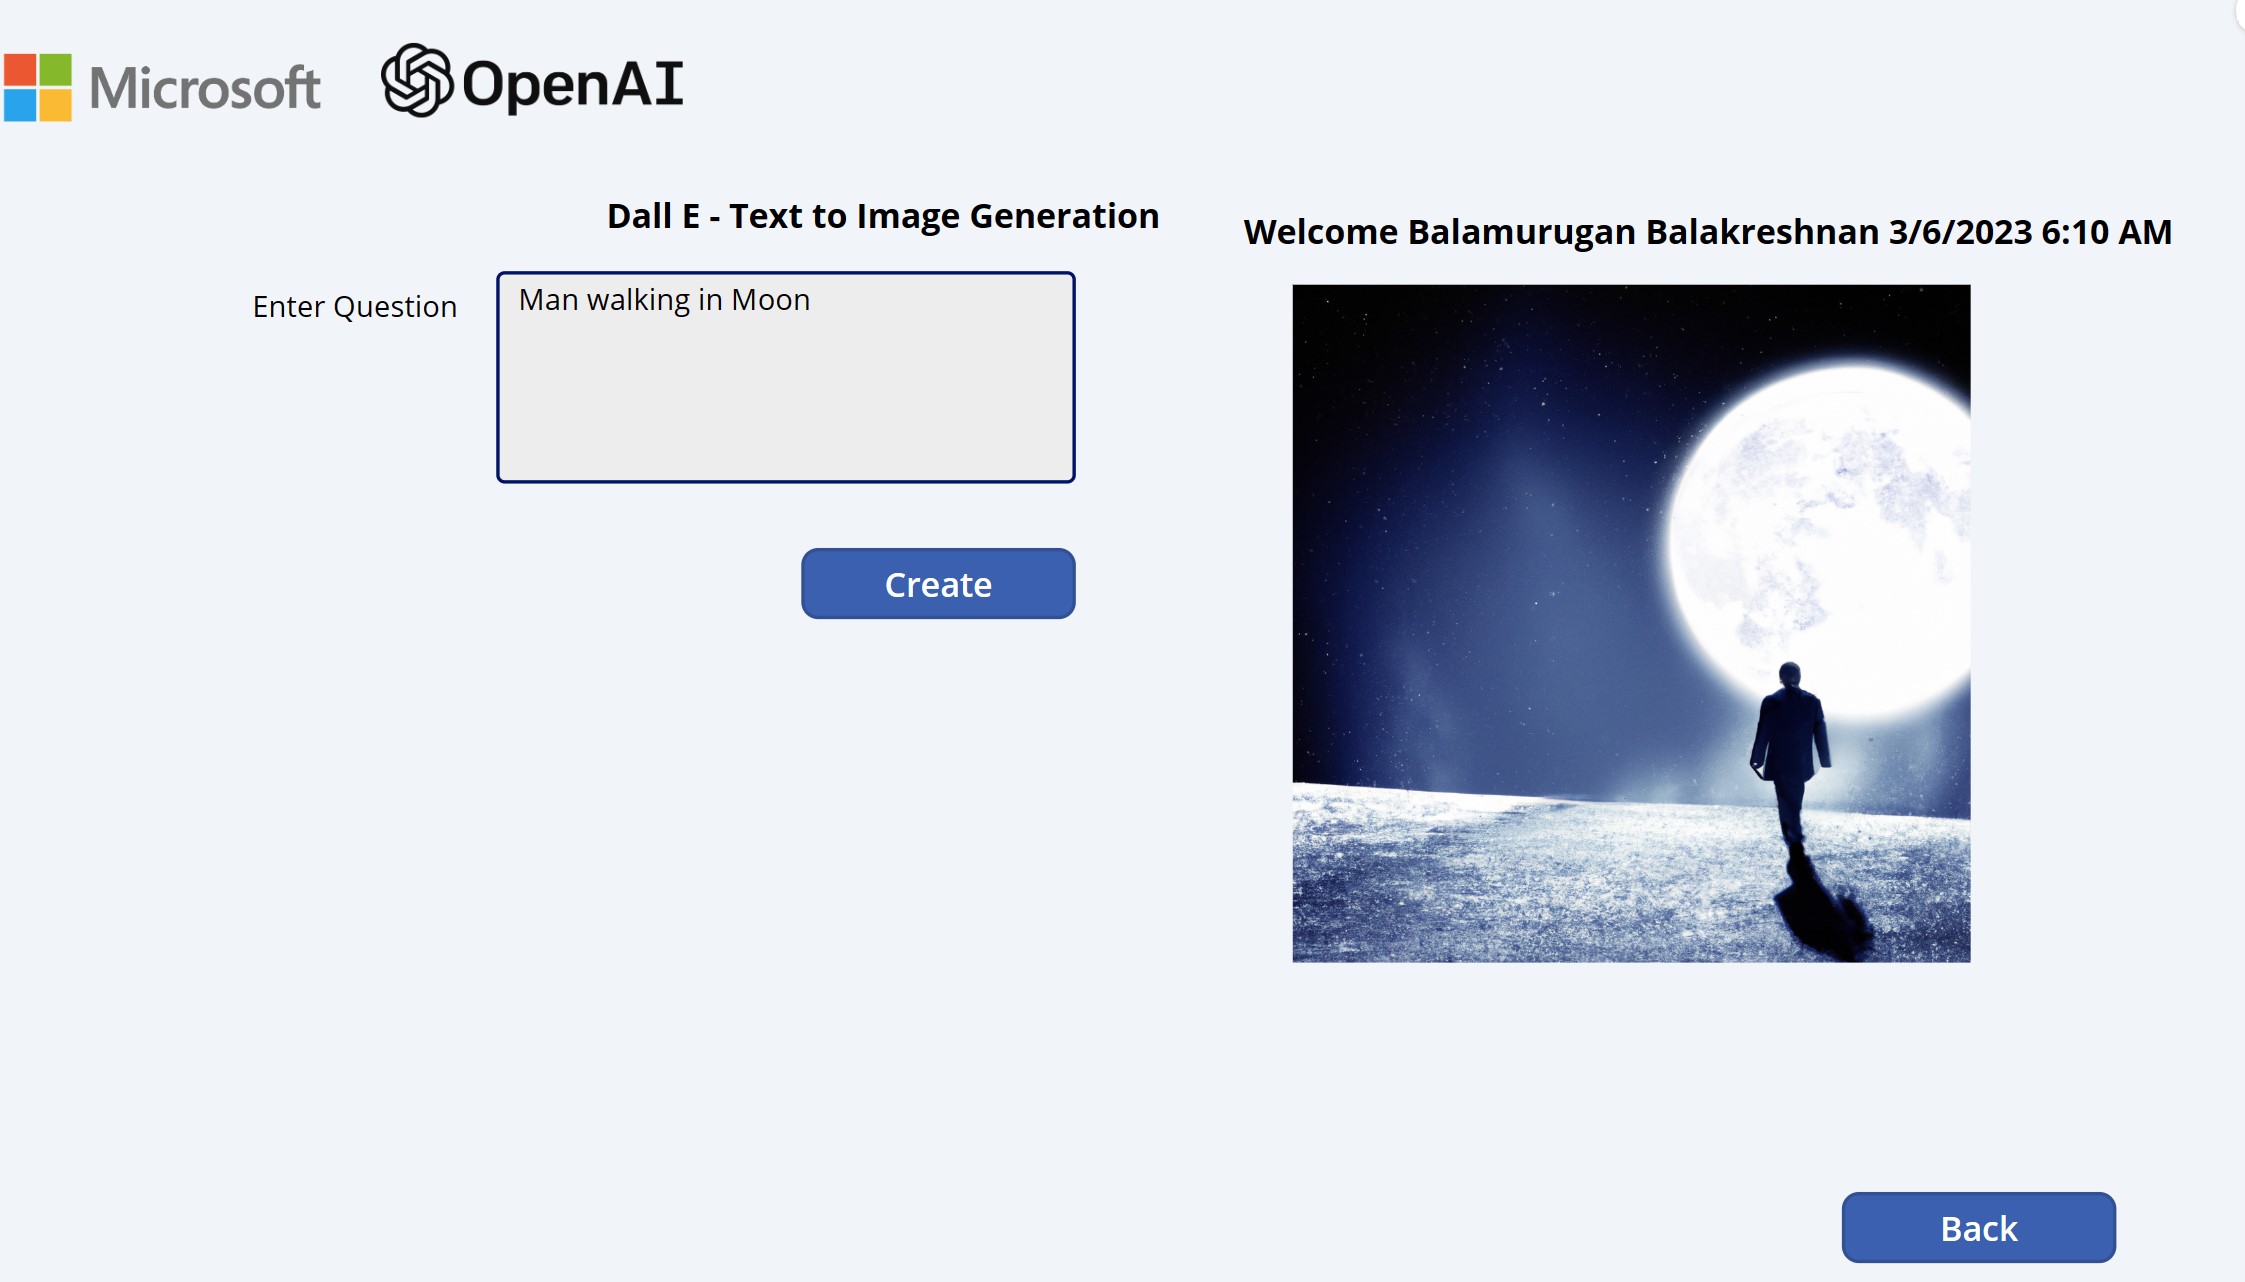 Microsoft
OpenAI
Dall E - Text to Image Generation
Welcome Balamurugan Balakreshnan 3/6/2023 6:10 AM
Enter Question
Man walking in Moon
Create
Back